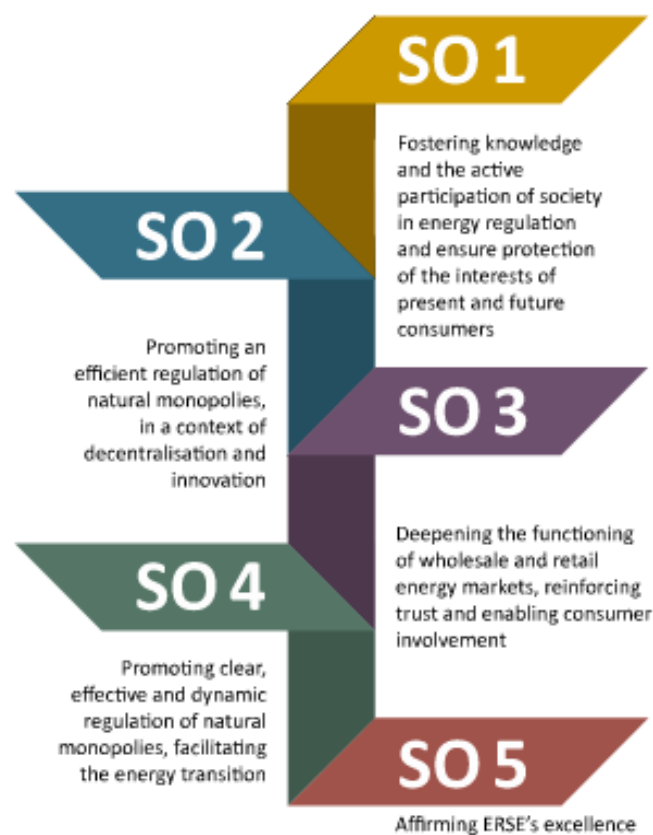 SO 1
Fostering knowledge
and the active
participation of society
in energy regulation
and ensure protection
of the interests of
present and future
consumers
SO 2
Promoting an
efficient regulation of
natural monopolies,
in a context of
decentralisation and
innovation
SO 3
Deepening the functioning
of wholesale and retail
energy markets, reinforcing
trust and enabling consumer
involvement
SO 4
Promoting clear,
effective and dynamic
regulation of natural
monopolies, facilitating
the energy transition
SO 5
Affirming ERSE's excellence